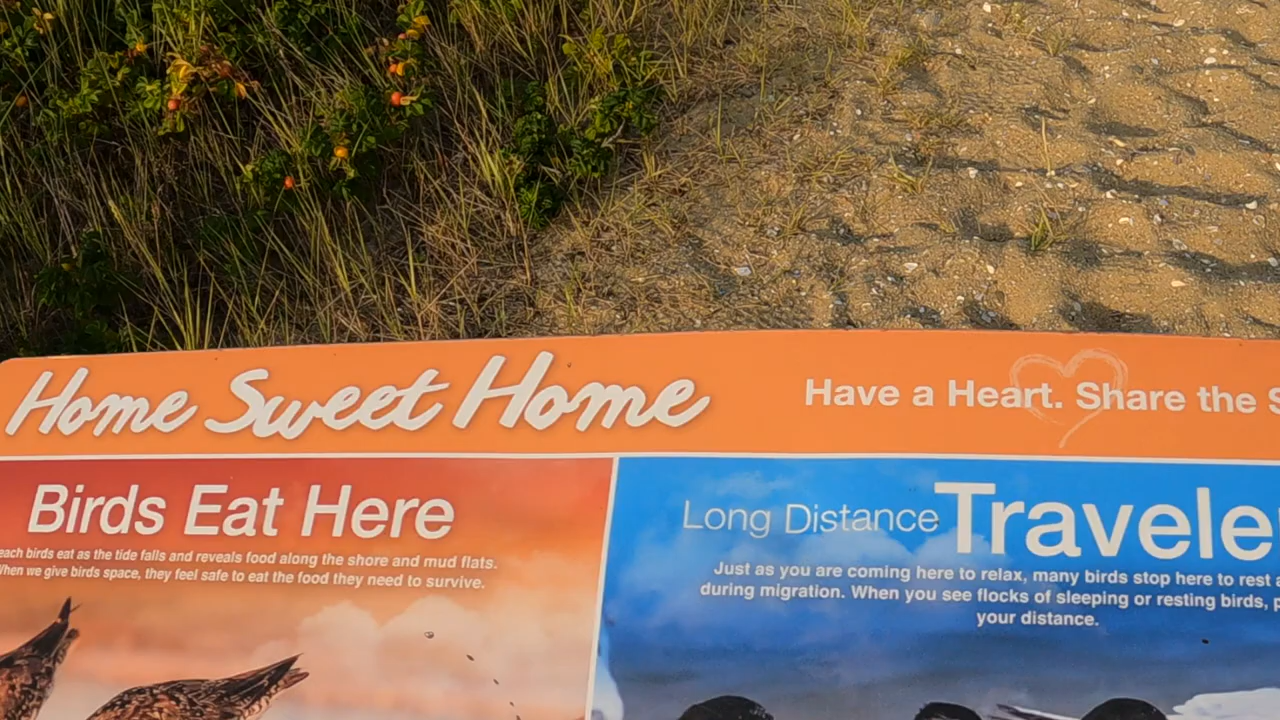 Home Sweet Home
Have a Heart. Share the
Birds Eat Here
each birds eat as the tide falls and reveals food along the shore and mud flats.
When we give birds space, they feel safe to eat the food they need to survive.
Long Distance Travele
Just as you are coming here to relax, many birds stop here to rest
during migration. When you see flocks of sleeping or resting birds,
your distance.